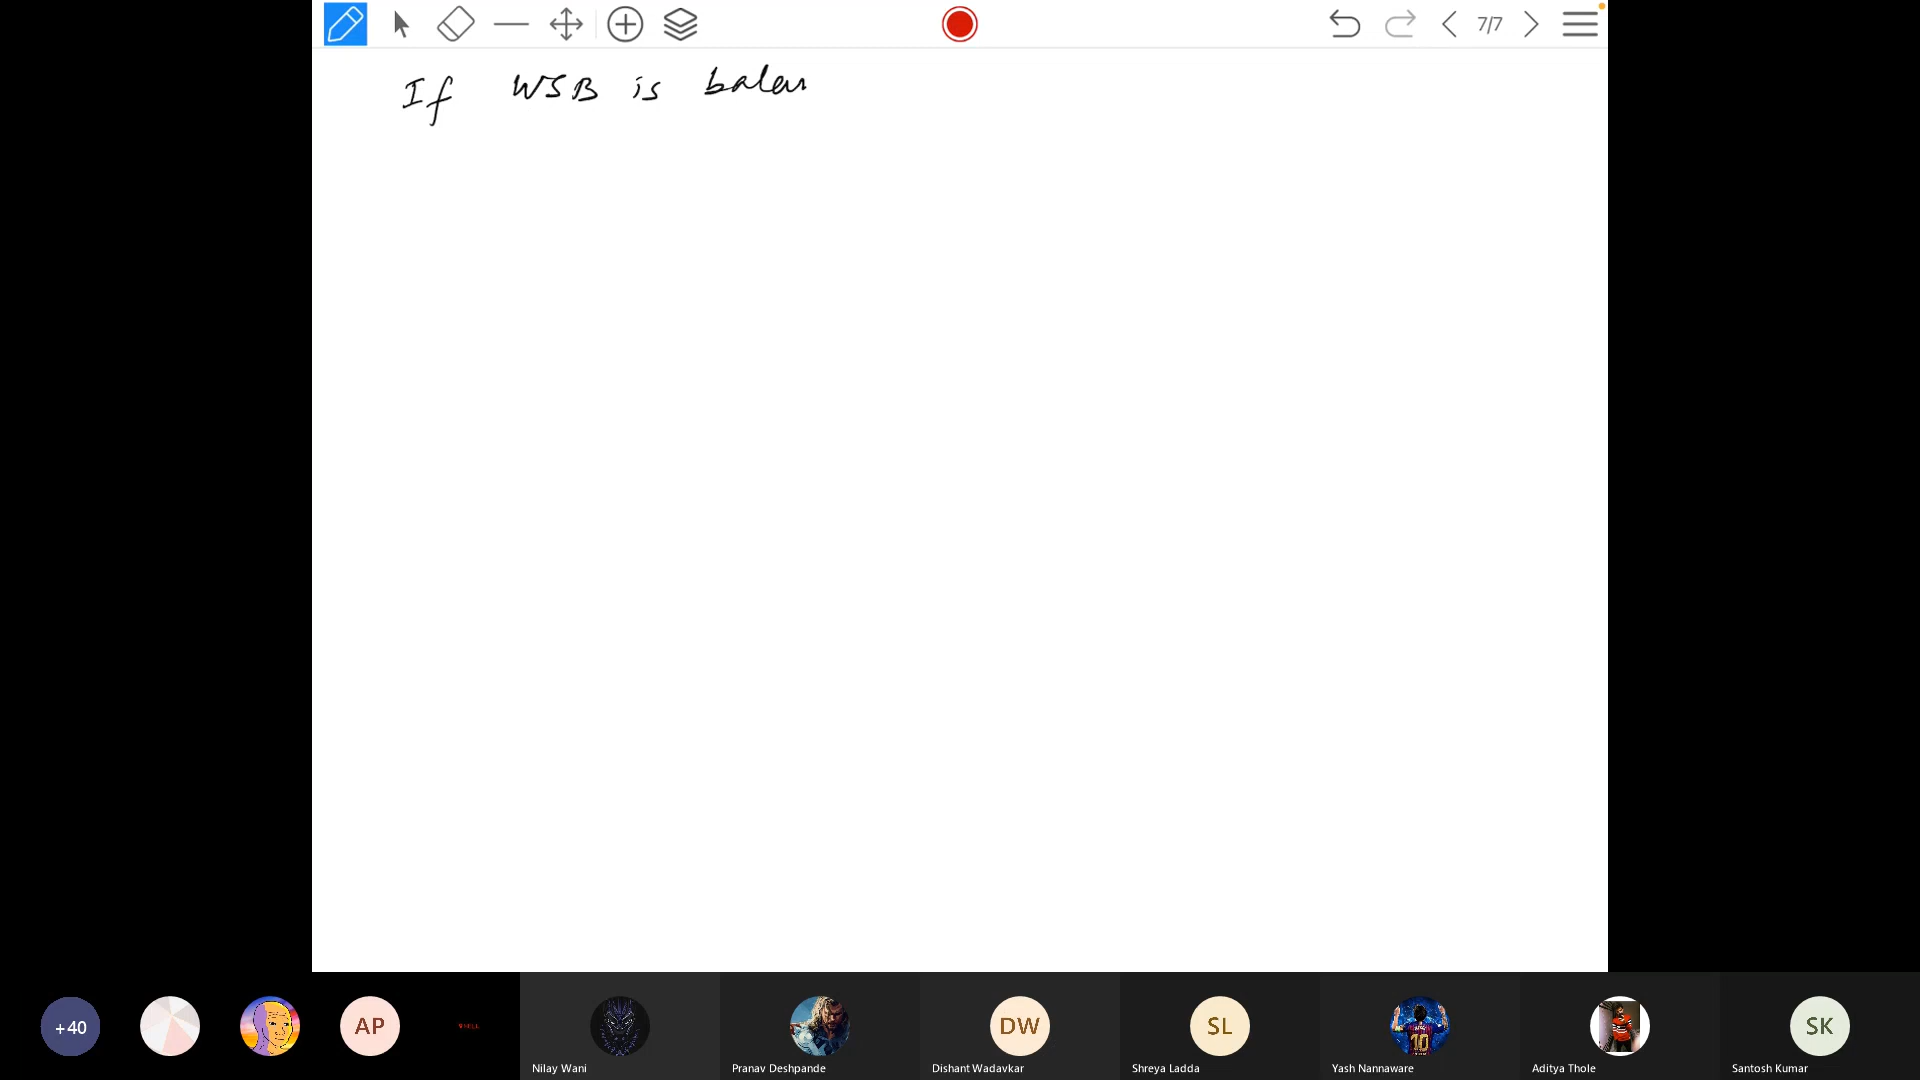 7/7
If WSB is balan
+40
AP
DW
SL
10
SK
Nilay Wani
Pranav Deshpande
Dishant Wadavkar
Shreya Ladda
Yash Nannaware
Aditya Thole
Santosh Kumar